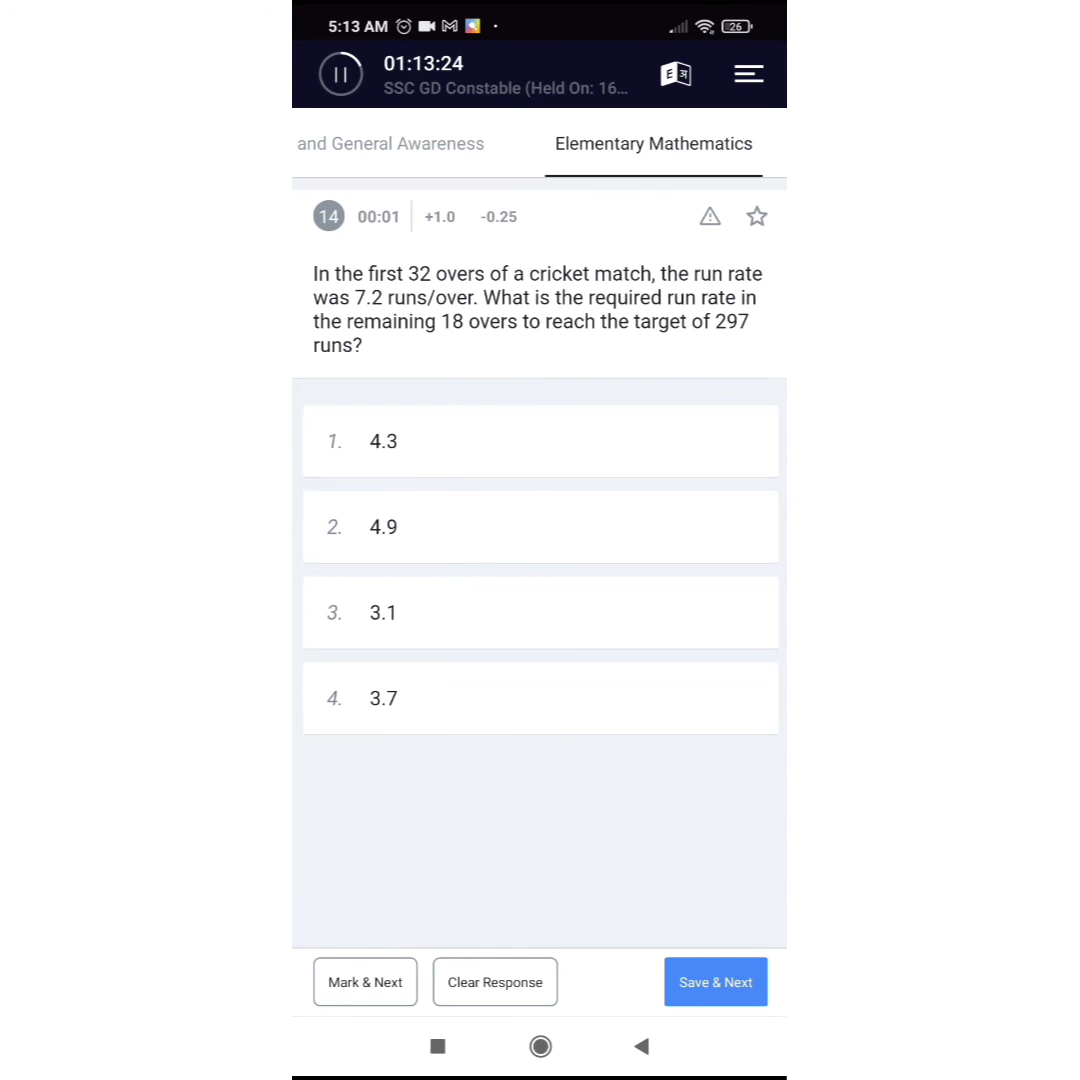 5:13 AM
26
01:13:24
SSC GD Constable (Held On: 16...
E अ
and General Awareness
Elementary Mathematics
14 00:01 +1.0 -0.25
In the first 32 overs of a cricket match, the run rate
was 7.2 runs/over. What is the required run rate in
the remaining 18 overs to reach the target of 297
runs?
1. 4.3
2. 4.9
3. 3.1
4. 3.7
Mark & Next
Clear Response
Save & Next